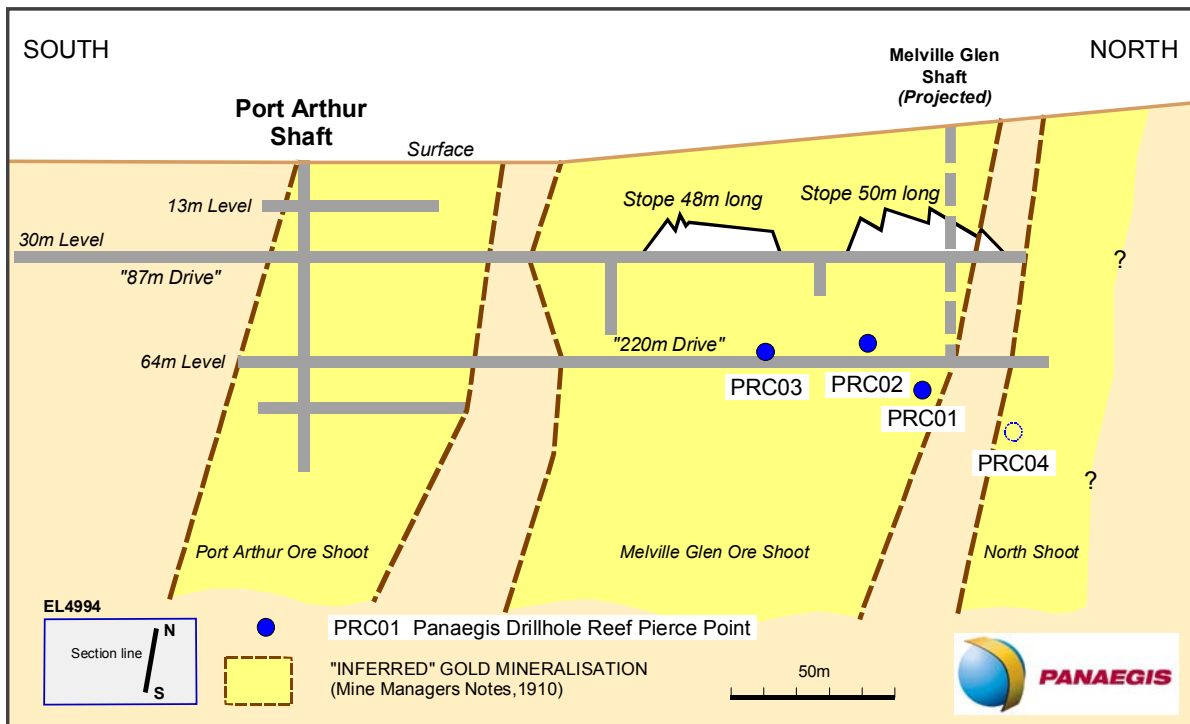 SOUTH
NORTH
Melville Glen
Shaft
(Projected)
Port Arthur
Shaft
Surface
13m Level
Stope 48m long
Stope 50m long
30m Level
"87m Drive"
?
"220m Drive"
64m Level
PRC03
PRC02
PRC01
PRC04
?
Port Arthur Ore Shoot
Melville Glen Ore Shoot
North Shoot
EL4994
Section line
N
S
PRC01 Panaegis Drillhole Reef Pierce Point
"INFERRED" GOLD MINERALISATION
(Mine Managers Notes,1910)
50m
PANAEGIS